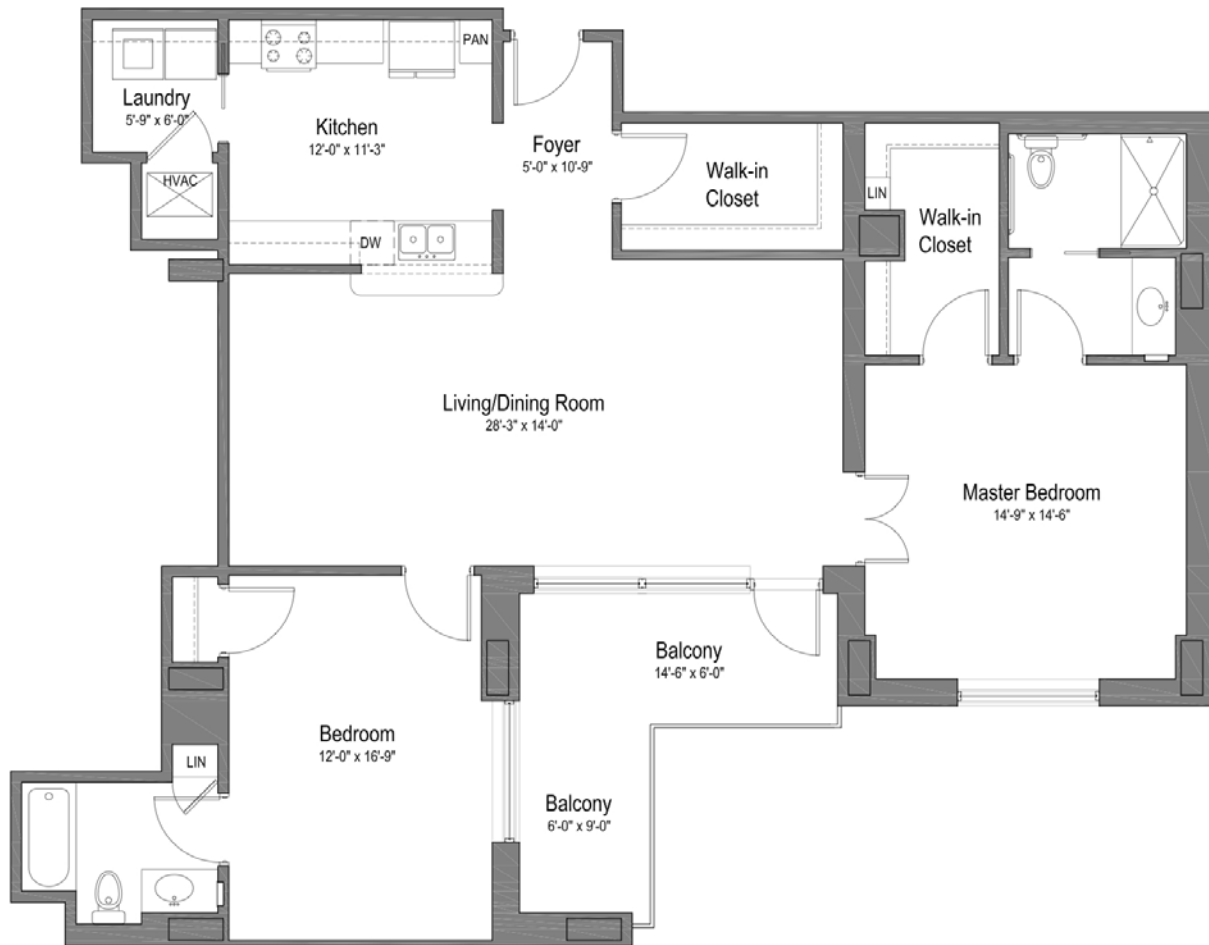 PAN
Laundry
5'-9" x 6'-0"
Kitchen
12'-0" x 11'-3"
Foyer
5'-0" x 10'-9"
HVAC
Walk-in
Closet
LIN
Walk-in
Closet
DW
Living/Dining Room
28'-3" x 14'-0"
Master Bedroom
14'-9" x 14'-6"
Balcony
14'-6" x 6'-0"
Bedroom
12'-0" x 16'-9"
LIN
Balcony
6'-0" x 9'-0"